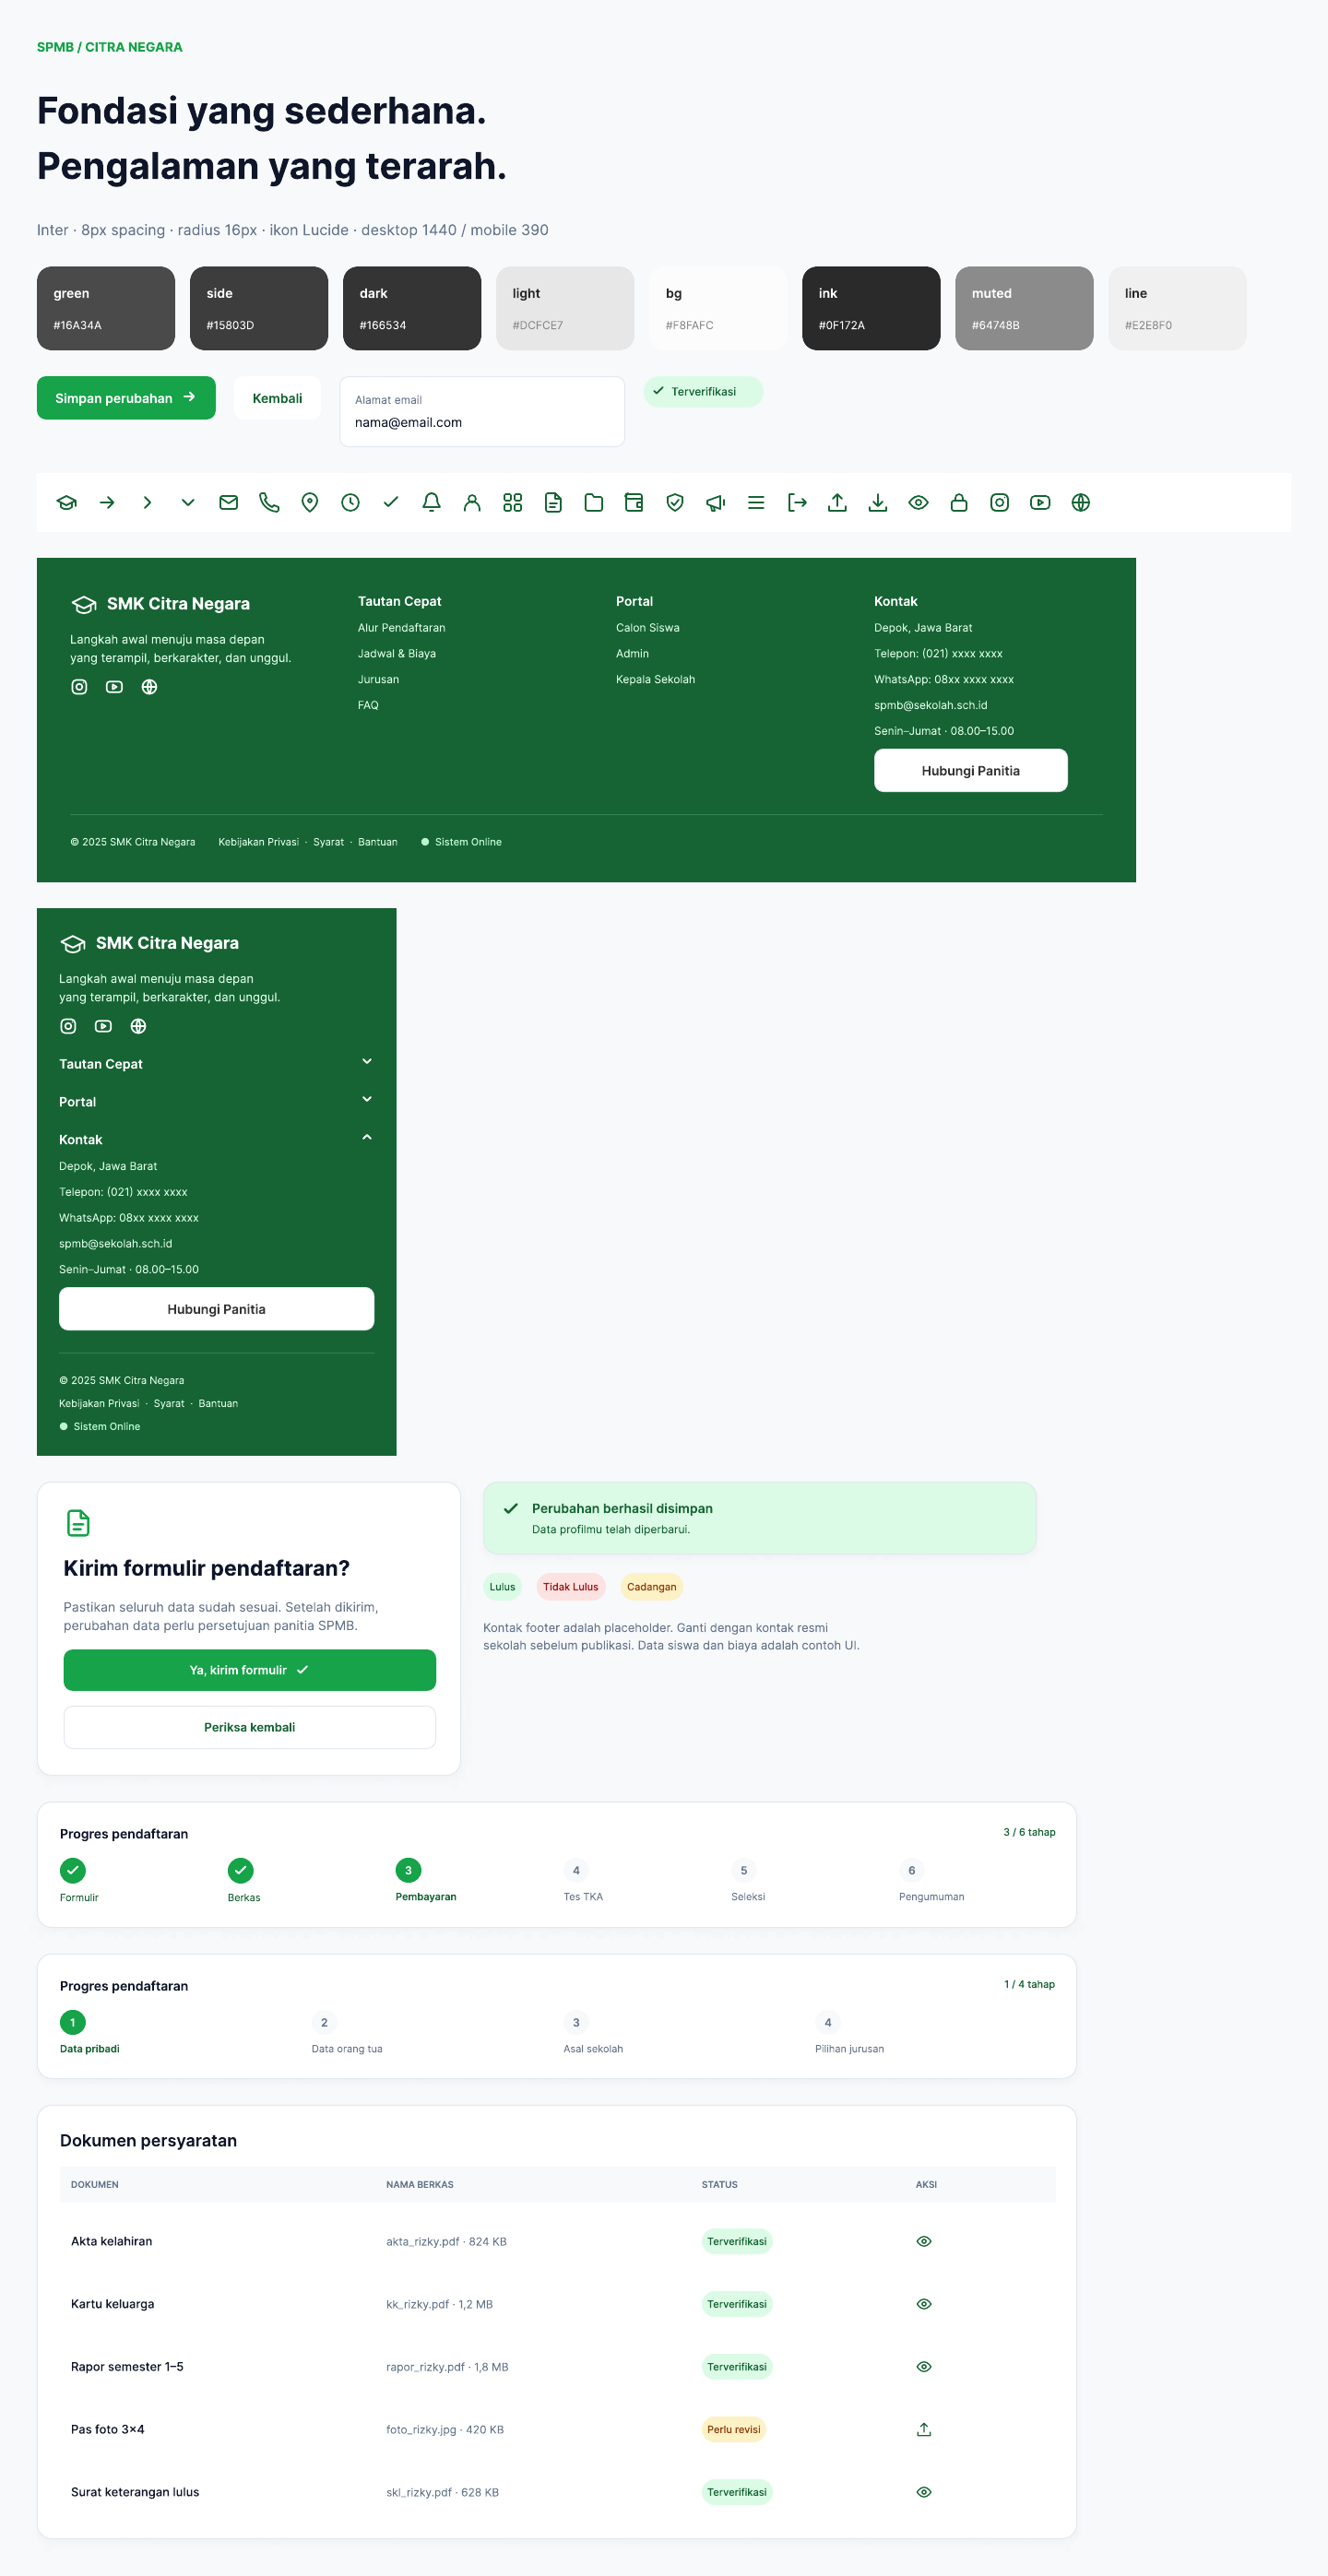 SPMB / CITRA NEGARA
Fondasi yang sederhana.
Pengalaman yang terarah.
Inter · 8px spacing · radius 16px · ikon Lucide · desktop 1440 / mobile 390
green
#16A34A
side
#15803D
dark
#166534
light
#DCFCE7
bg
#F8FAFC
ink
#0F172A
muted
#64748B
line
#E2E8F0
Simpan perubahan
Kembali
Alamat email
nama@email.com
Terverifikasi
SMK Citra Negara
Langkah awal menuju masa depan
yang terampil, berkarakter, dan unggul.
Tautan Cepat
Alur Pendaftaran
Jadwal & Biaya
Jurusan
FAQ
Portal
Calon Siswa
Admin
Kepala Sekolah
Kontak
Depok, Jawa Barat
Telepon: (021) xxxx xxxx
WhatsApp: 08xx xxxx xxxx
spmb@sekolah.sch.id
Senin–Jumat · 08.00–15.00
Hubungi Panitia
© 2025 SMK Citra Negara
Kebijakan Privasi · Syarat · Bantuan
Sistem Online
SMK Citra Negara
Langkah awal menuju masa depan
yang terampil, berkarakter, dan unggul.
Tautan Cepat
Portal
Kontak
Depok, Jawa Barat
Telepon: (021) xxxx xxxx
WhatsApp: 08xx xxxx xxxx
spmb@sekolah.sch.id
Senin–Jumat · 08.00–15.00
Hubungi Panitia
© 2025 SMK Citra Negara
Kebijakan Privasi · Syarat · Bantuan
Sistem Online
Kirim formulir pendaftaran?
Pastikan seluruh data sudah sesuai. Setelah dikirim,
perubahan data perlu persetujuan panitia SPMB.
Ya, kirim formulir
Periksa kembali
Perubahan berhasil disimpan
Data profilmu telah diperbarui.
Lulus
Tidak Lulus
Cadangan
Kontak footer adalah placeholder. Ganti dengan kontak resmi
sekolah sebelum publikasi. Data siswa dan biaya adalah contoh UI.
Progres pendaftaran
3 / 6 tahap
Formulir
Berkas
3
Pembayaran
4
Tes TKA
5
Seleksi
6
Pengumuman
Progres pendaftaran
1 / 4 tahap
1
Data pribadi
2
Data orang tua
3
Asal sekolah
4
Pilihan jurusan
Dokumen persyaratan
DOKUMEN NAMA BERKAS STATUS AKSI
Akta kelahiran akta_rizky.pdf · 824 KB Terverifikasi
Kartu keluarga kk_rizky.pdf · 1,2 MB Terverifikasi
Rapor semester 1–5 rapor_rizky.pdf · 1,8 MB Terverifikasi
Pas foto 3×4 foto_rizky.jpg · 420 KB Perlu revisi
Surat keterangan lulus skl_rizky.pdf · 628 KB Terverifikasi